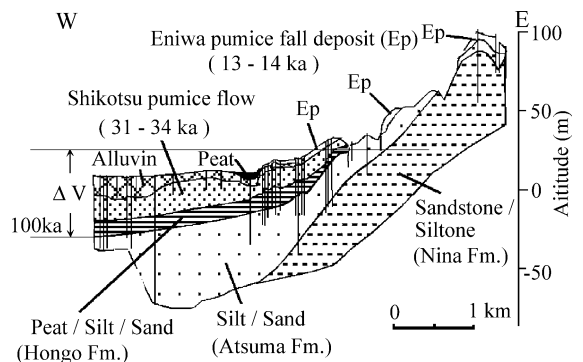 W
E
Eniwa pumice fall deposit (Ep)
( 13 - 14 ka )
Ep
100
Ep
Shikotsu pumice flow
( 31 - 34 ka )
Ep
50
Alluvin
Peat
Δ V
0
Atitude (m)
100ka
Sandstone /
Siltone
(Nina Fm.)
-50
Peat / Silt / Sand
(Hongo Fm.)
Silt / Sand
(Atsuma Fm.)
0 1 km